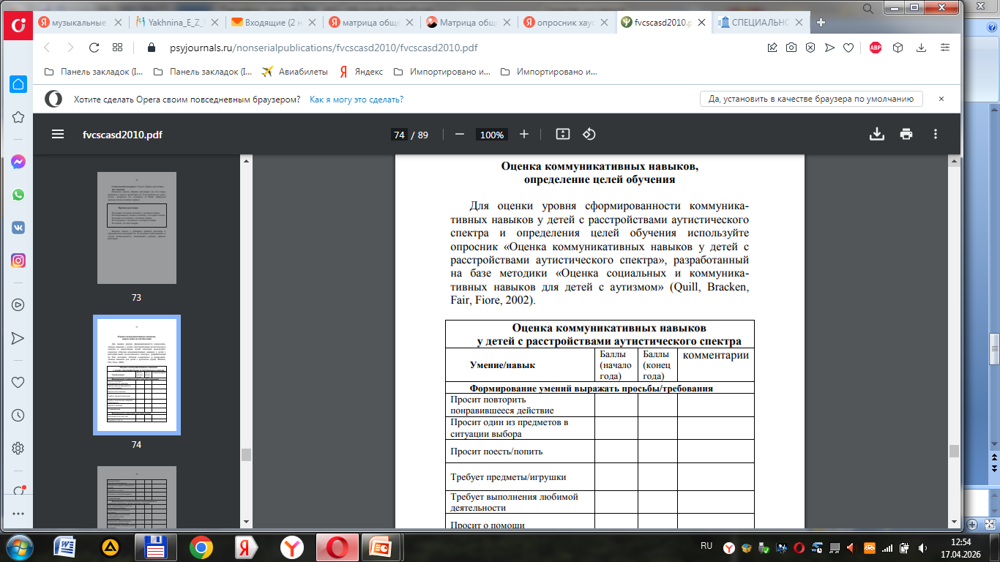 музыкальные
Yakhnina_E_Z_
Входящие (2 н
матрица обще
Матрица общ
опросник хаус
fvcscasd2010.p
СПЕЦИАЛЬНО
psyjournals.ru/nonserialpublications/fvcscasd2010/fvcscasd2010.pdf
ABP
Панель закладок (I...
Панель закладок (I...
Авиабилеты
Яндекс
Импортировано и...
Импортировано и...
Хотите сделать Opera своим повседневным браузером?
Как я могу это сделать?
Да, установить в качестве браузера по умолчанию
fvcscasd2010.pdf
74 / 89
100%
73
74
Оценка коммуникативных навыков,
определение целей обучения
Для оценки уровня сформированности коммуника-
тивных навыков у детей с расстройствами аутистического
спектра и определения целей обучения используйте
опросник «Оценка коммуникативных навыков у детей с
расстройствами аутистического спектра», разработанный
на базе методики «Оценка социальных и коммуника-
тивных навыков для детей с аутизмом» (Quill, Bracken,
Fair, Fiore, 2002).
Оценка коммуникативных навыков
у детей с расстройствами аутистического спектра
Умение/навык
Баллы
(начало
года)
Баллы
(конец
года)
комментарии
Формирование умений выражать просьбы/требования
Просит повторить
понравившееся действие
Просит один из предметов в
ситуации выбора
Просит поесть/попить
Требует предметы/игрушки
Требует выполнения любимой
деятельности
Просит о помощи
RU
12:54
17.04.2026